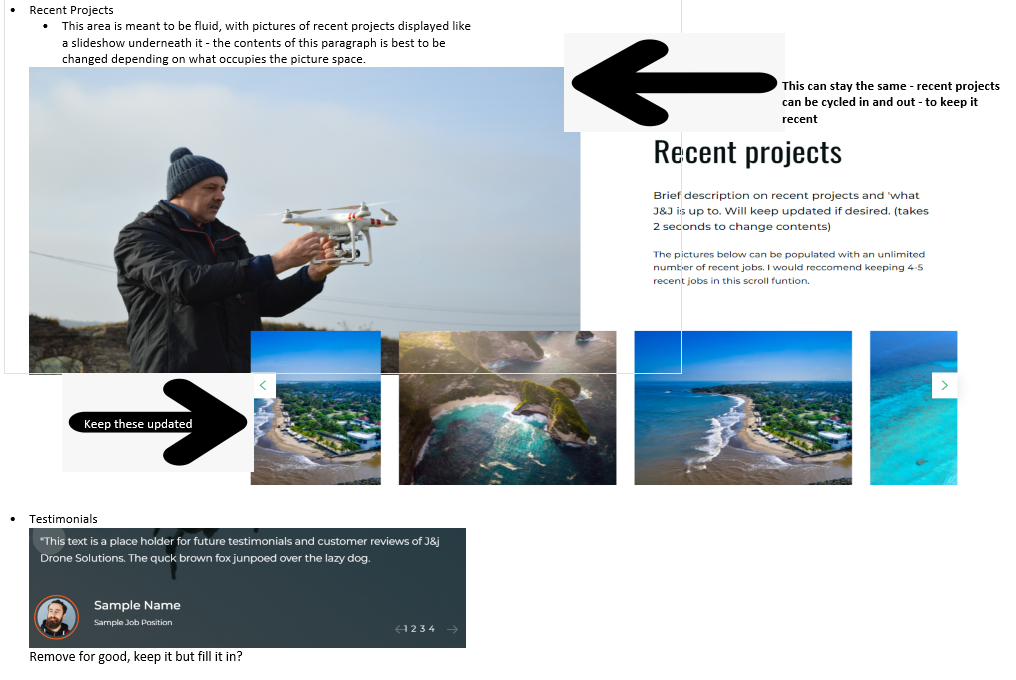 Recent Projects
This area is meant to be fluid, with pictures of recent projects displayed like
a slideshow underneath it - the contents of this paragraph is best to be
changed depending on what occupies the picture space.
This can stay the same - recent projects
can be cycled in and out - to keep it
recent
Recent projects
Brief description on recent projects and 'what
J&J is up to. Will keep updated if desired. (takes
2 seconds to change contents)
The pictures below can be populated with an unlimited
number of recent jobs. I would reccomend keeping 4-5
recent jobs in this scroll funtion.
Keep these updated
Testimonials
"This text is a place holder for future testimonials and customer reviews of J&j
Drone Solutions. The quck brown fox junpoed over the lazy dog.
Sample Name
Sample Job Position
1 2 3 4
Remove for good, keep it but fill it in?